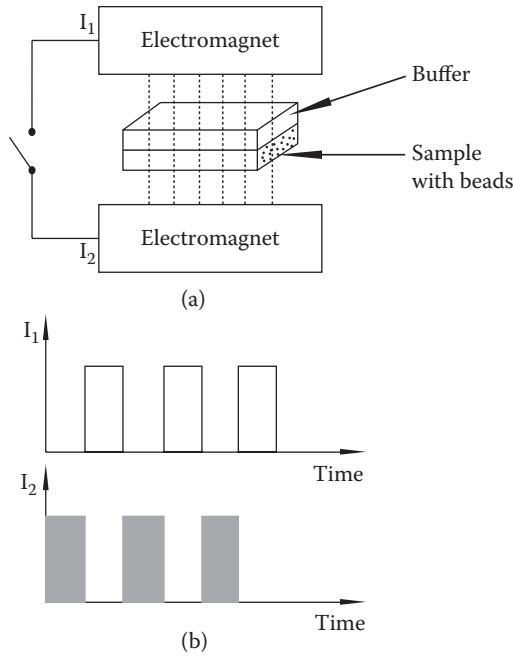 I₁
Electromagnet
Buffer
Sample
with beads
Electromagnet
I₂
(a)
I₁
Time
I₂
Time
(b)